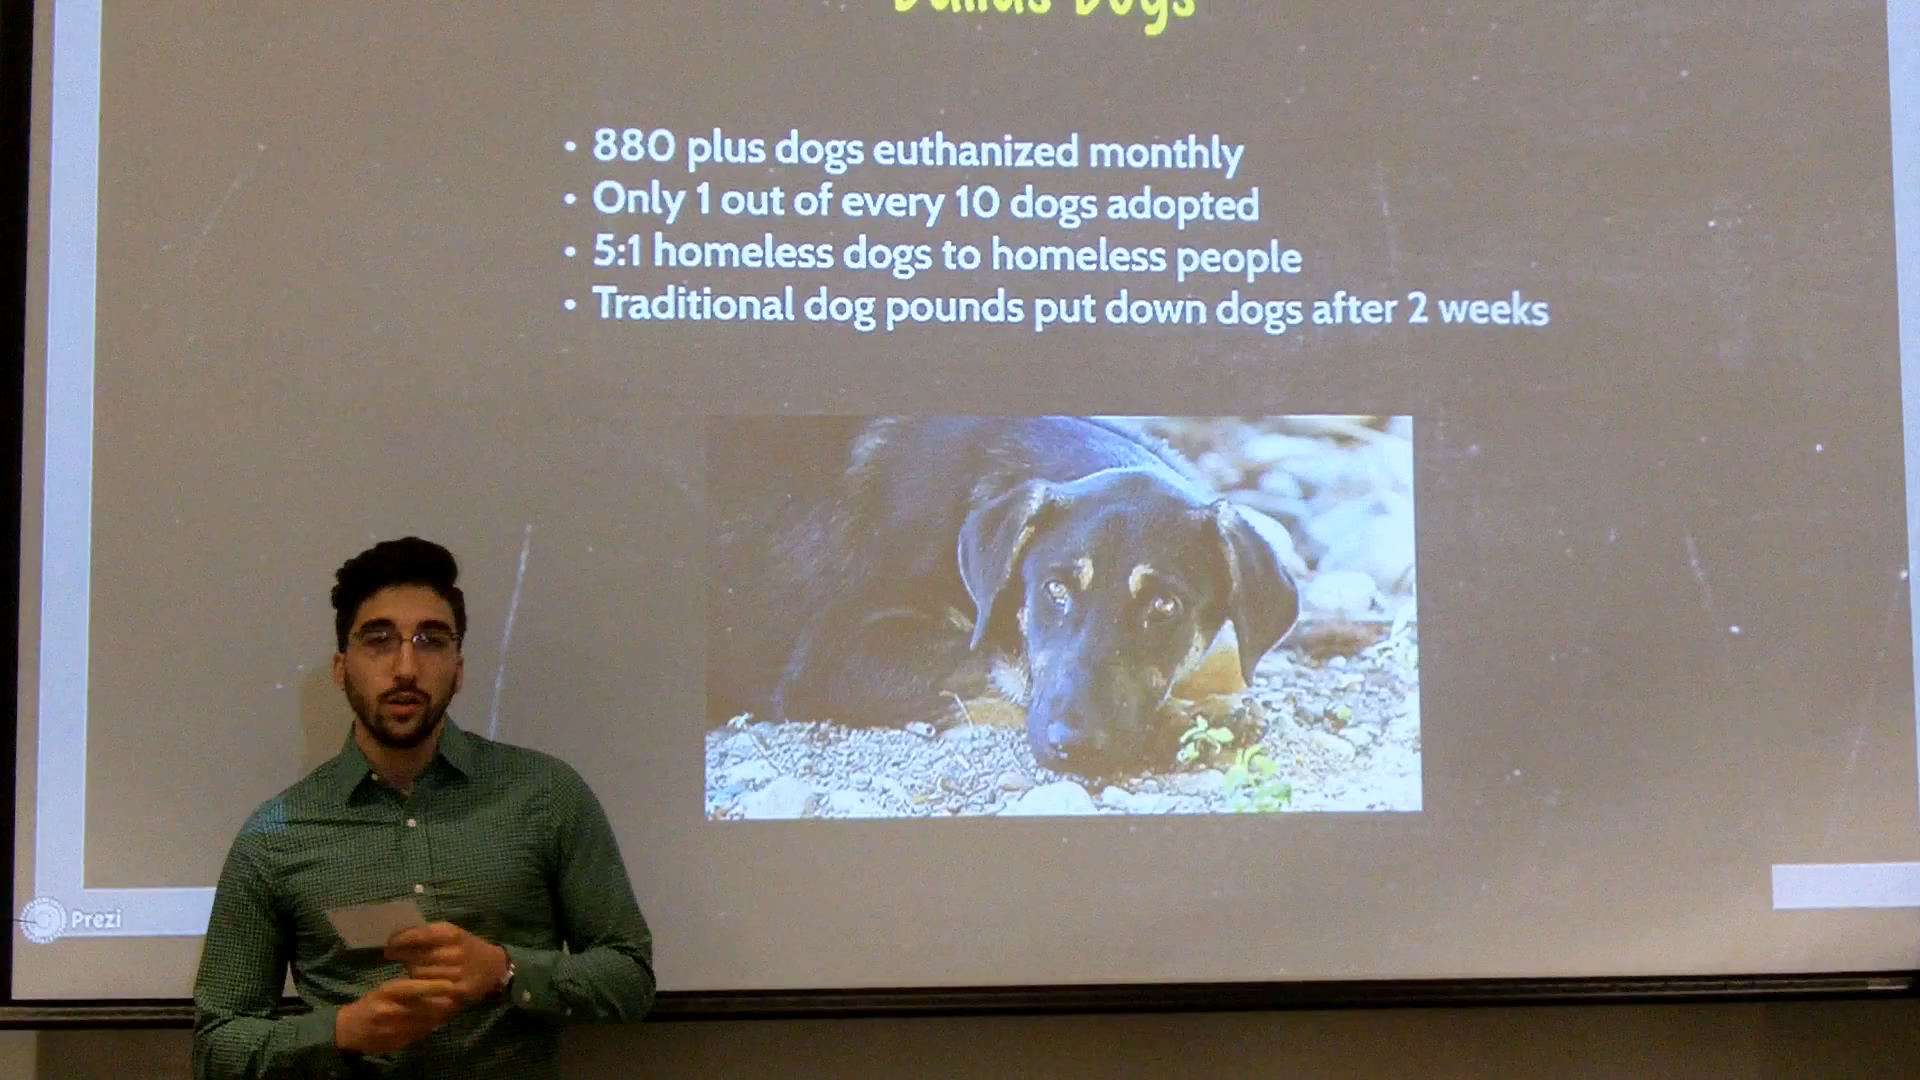 Dogs
• 880 plus dogs euthanized monthly
• Only 1 out of every 10 dogs adopted
• 5:1 homeless dogs to homeless people
• Traditional dog pounds put down dogs after 2 weeks
Prezi